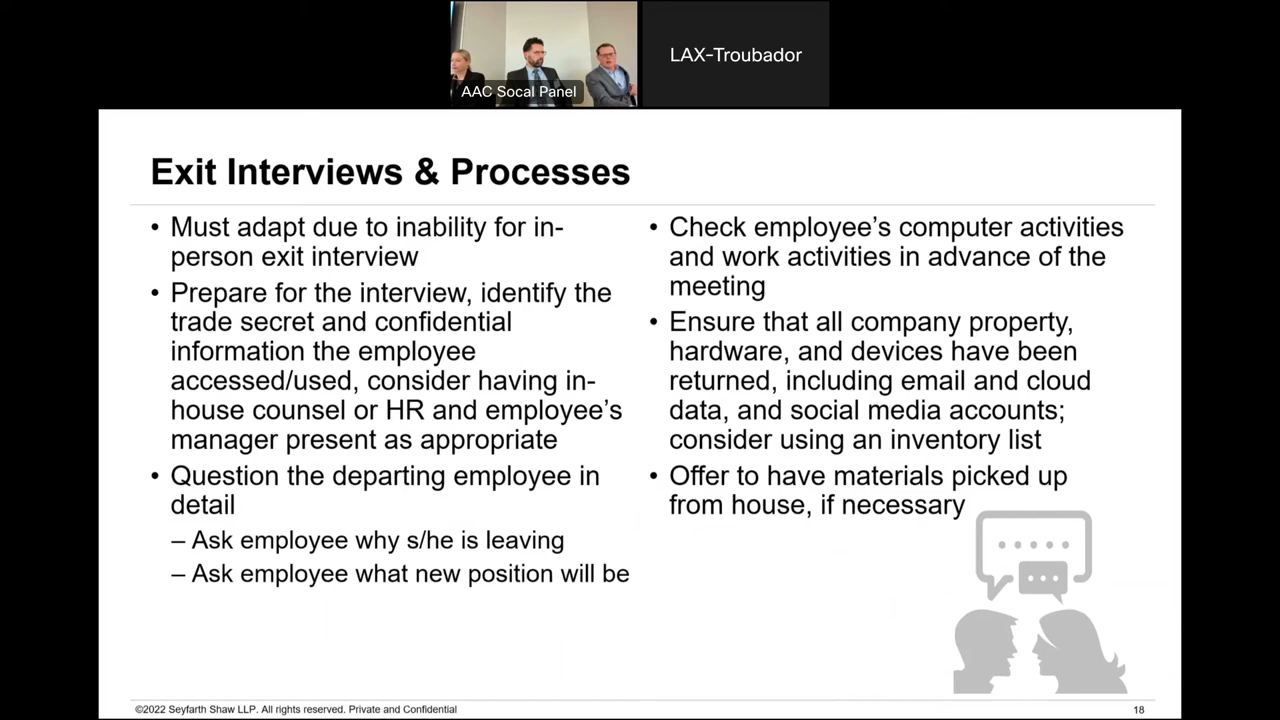 AAC Socal Panel
LAX-Troubador
Exit Interviews & Processes
• Must adapt due to inability for in-
person exit interview
• Prepare for the interview, identify the
trade secret and confidential
information the employee
accessed/used, consider having in-
house counsel or HR and employee’s
manager present as appropriate
• Question the departing employee in
detail
– Ask employee why s/he is leaving
– Ask employee what new position will be
• Check employee’s computer activities
and work activities in advance of the
meeting
• Ensure that all company property,
hardware, and devices have been
returned, including email and cloud
data, and social media accounts;
consider using an inventory list
• Offer to have materials picked up
from house, if necessary
©2022 Seyfarth Shaw LLP. All rights reserved. Private and Confidential
18